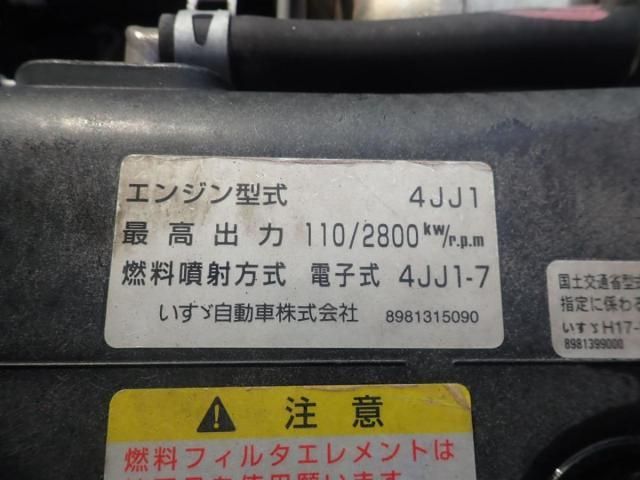 エンジン型式 4JJ1
最高出力 110/2800 kw/r.p.m
燃料噴射方式 電子式 4JJ1-7
いすゞ自動車株式会社 8981315090
国土交通省型式
指定に係わる
いすゞH17-
8981399000
注意
燃料フィルタエレメントは